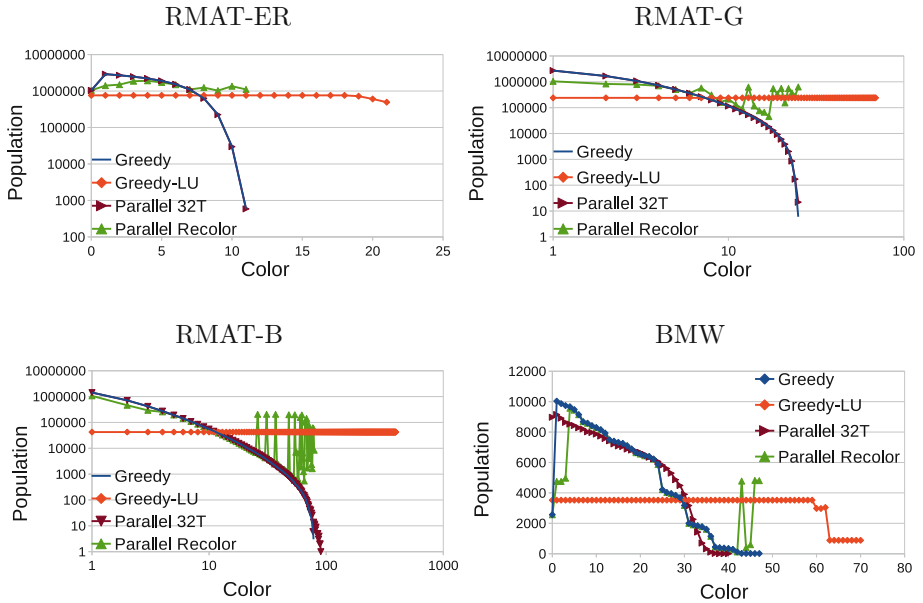 RMAT-ER
10000000
1000000
100000
10000
1000
100
Population
Greedy
Greedy-LU
Parallel 32T
Parallel Recolor
0 5 10 15 20 25
Color
RMAT-G
10000000
1000000
100000
10000
1000
100
10
1
Population
Greedy
Greedy-LU
Parallel 32T
Parallel Recolor
1 10 100
Color
RMAT-B
10000000
1000000
100000
10000
1000
100
10
1
Population
Greedy
Greedy-LU
Parallel 32T
Parallel Recolor
1 10 100 1000
Color
BMW
12000
10000
8000
6000
4000
2000
0
Population
Greedy
Greedy-LU
Parallel 32T
Parallel Recolor
0 10 20 30 40 50 60 70 80
Color